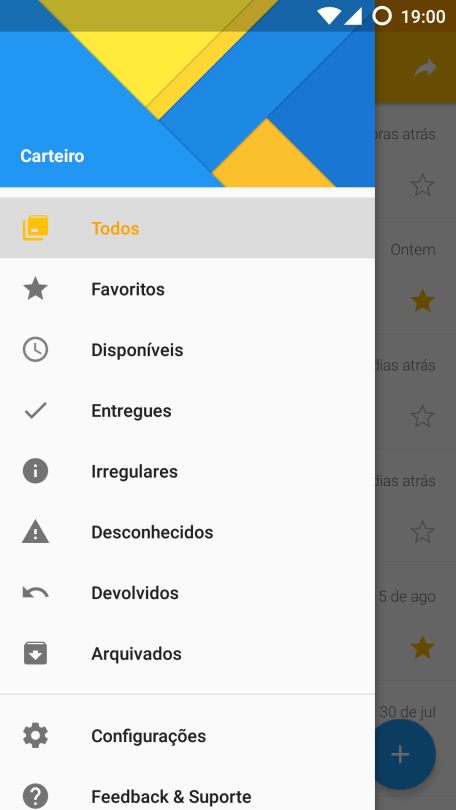 19:00
Carteiro
Todos
Favoritos
Disponíveis
Entregues
Irregulares
Desconhecidos
Devolvidos
Arquivados
Configurações
Feedback & Suporte
atrás
Ontem
dias atrás
dias atrás
5 de ago
30 de jul